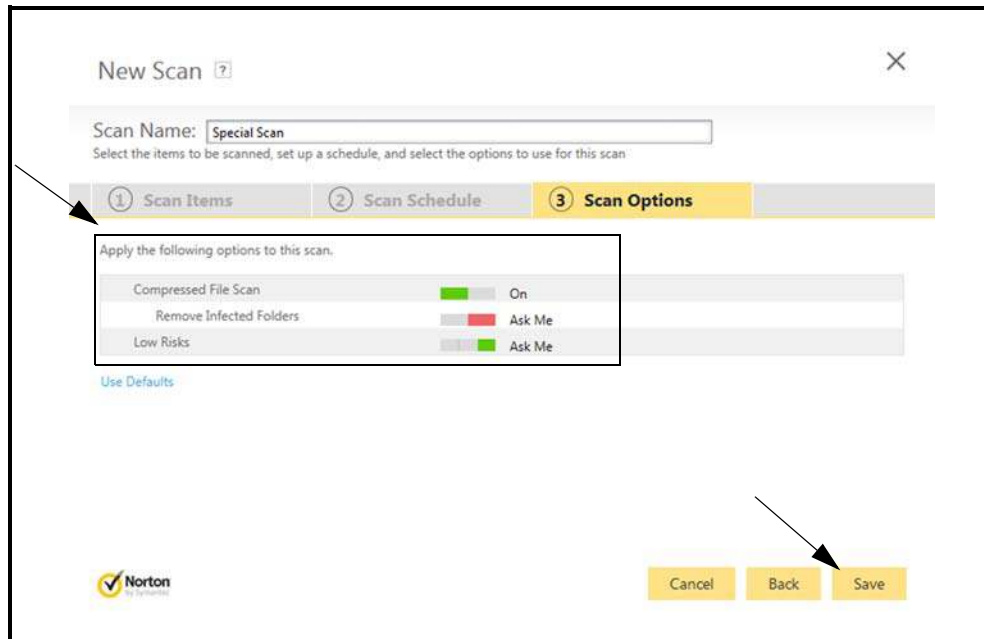 New Scan ?
Scan Name: Special Scan
Select the items to be scanned, set up a schedule, and select the options to use for this scan
1 Scan Items 2 Scan Schedule 3 Scan Options
Apply the following options to this scan.
Compressed File Scan On
Remove Infected Folders Ask Me
Low Risks Ask Me
Use Defaults
Norton
by Symantec
Cancel Back Save